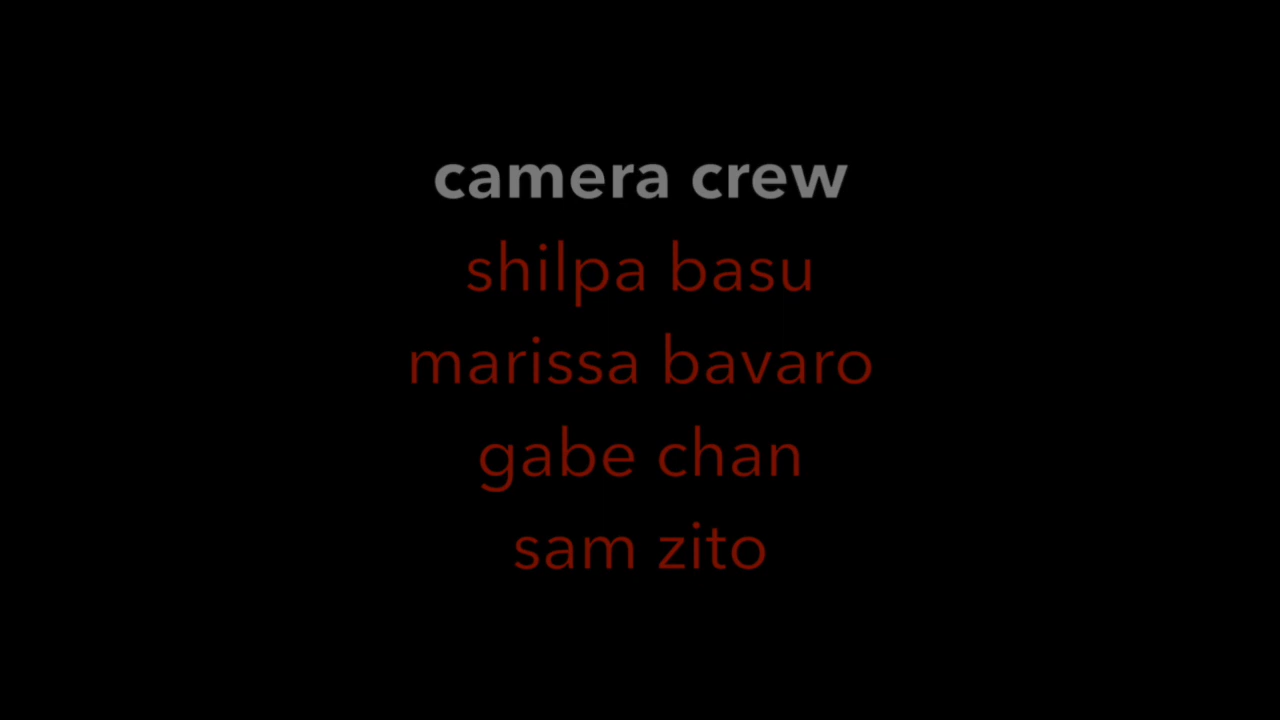 camera crew
shilpa basu
marissa bavaro
gabe chan
sam zito